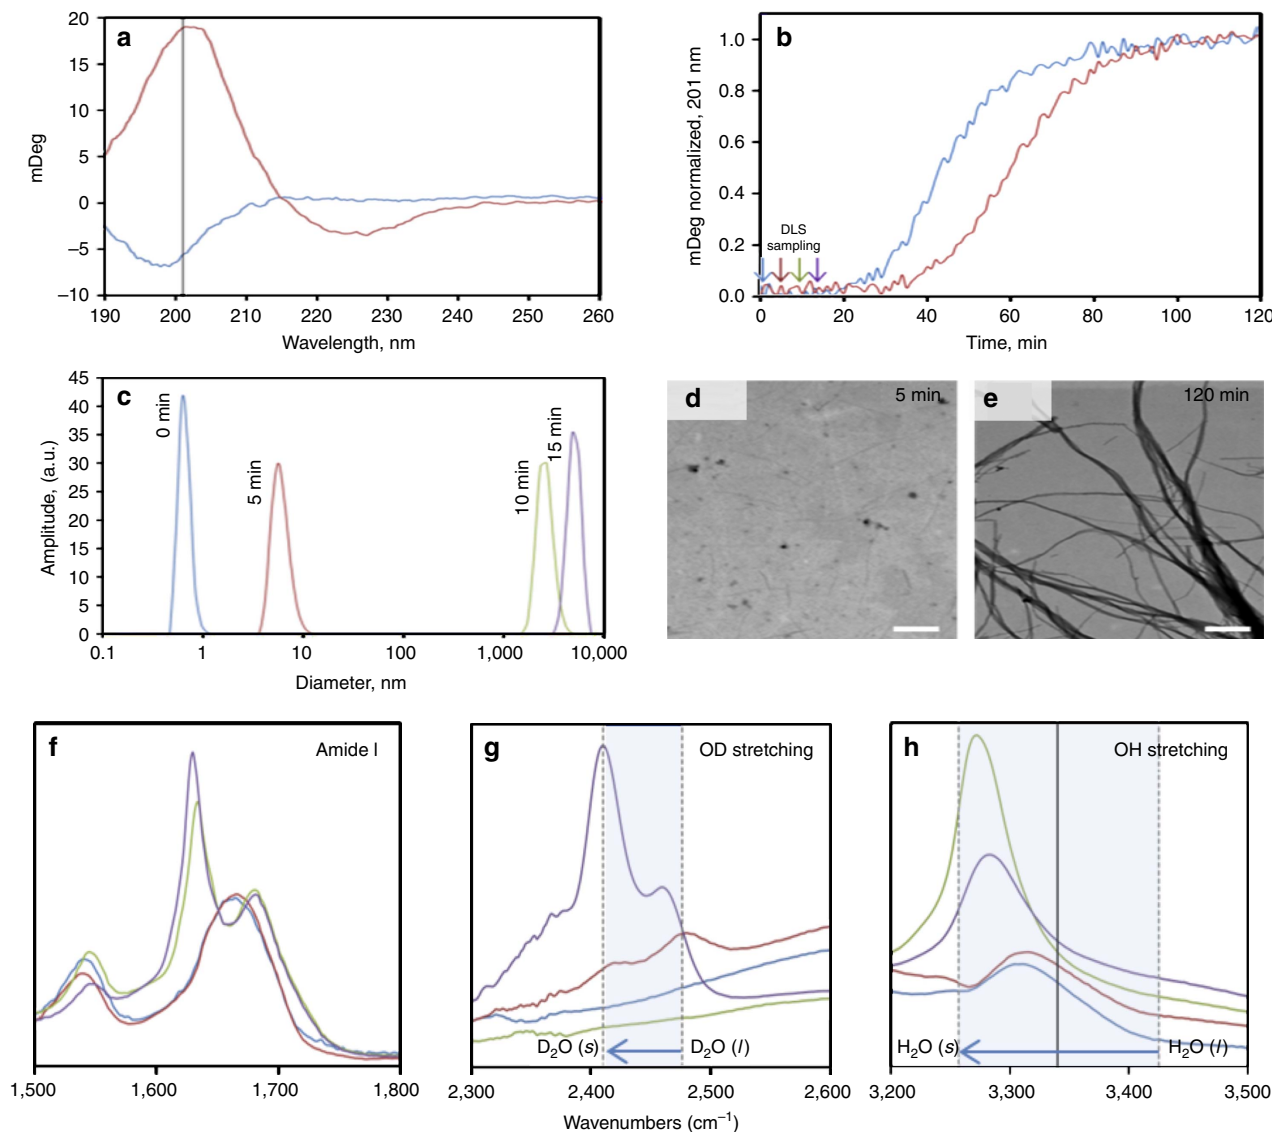 a
20
15
10
5
0
−5
−10
mDeg
190 200 210 220 230 240 250 260
Wavelength, nm
b
1.0
0.8
0.6
0.4
0.2
0.0
mDeg normalized, 201 nm
DLS
sampling
0 20 40 60 80 100 120
Time, min
c
45
40
35
30
25
20
15
10
5
0
Amplitude, (a.u.)
0 min
5 min
10 min
15 min
0.1 1 10 100 1,000 10,000
Diameter, nm
d
5 min
e
120 min
f
Amide I
1,500 1,600 1,700 1,800
g
OD stretching
D₂O (s)
D₂O (l)
2,300 2,400 2,500 2,600
h
OH stretching
H₂O (s)
H₂O (l)
3,200 3,300 3,400 3,500
Wavenumbers (cm⁻¹)